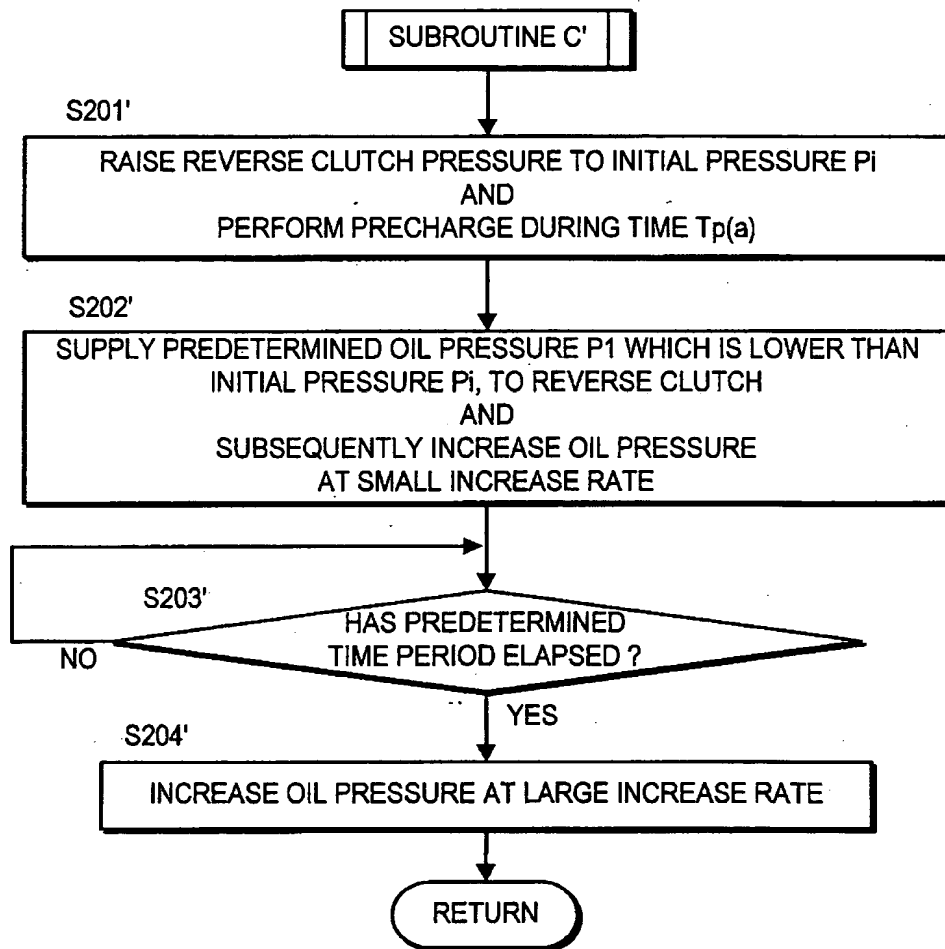 SUBROUTINE C'
S201'
RAISE REVERSE CLUTCH PRESSURE TO INITIAL PRESSURE Pi
AND
PERFORM PRECHARGE DURING TIME Tp(a)
S202'
SUPPLY PREDETERMINED OIL PRESSURE P1 WHICH IS LOWER THAN
INITIAL PRESSURE Pi, TO REVERSE CLUTCH
AND
SUBSEQUENTLY INCREASE OIL PRESSURE
AT SMALL INCREASE RATE
S203'
HAS PREDETERMINED
TIME PERIOD ELAPSED ?
NO
YES
S204'
INCREASE OIL PRESSURE AT LARGE INCREASE RATE
RETURN